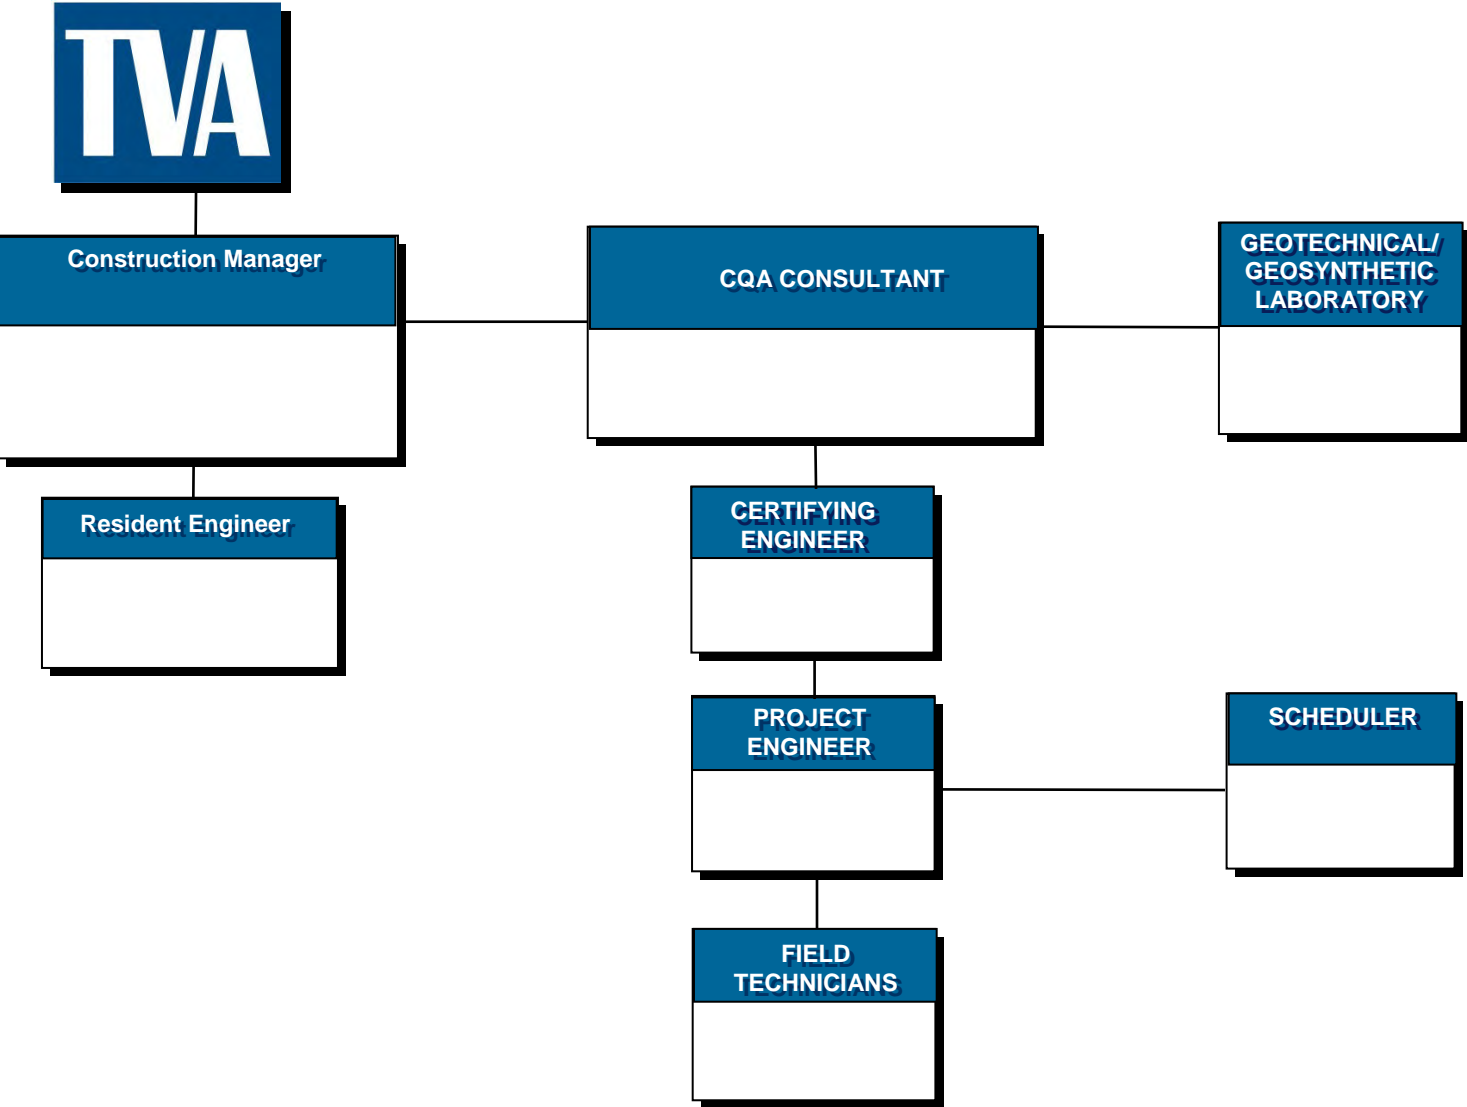 TVA
Construction Manager
CQA CONSULTANT
GEOTECHNICAL/
GEOSYNTHETIC
LABORATORY
Resident Engineer
CERTIFYING
ENGINEER
PROJECT
ENGINEER
SCHEDULER
FIELD
TECHNICIANS